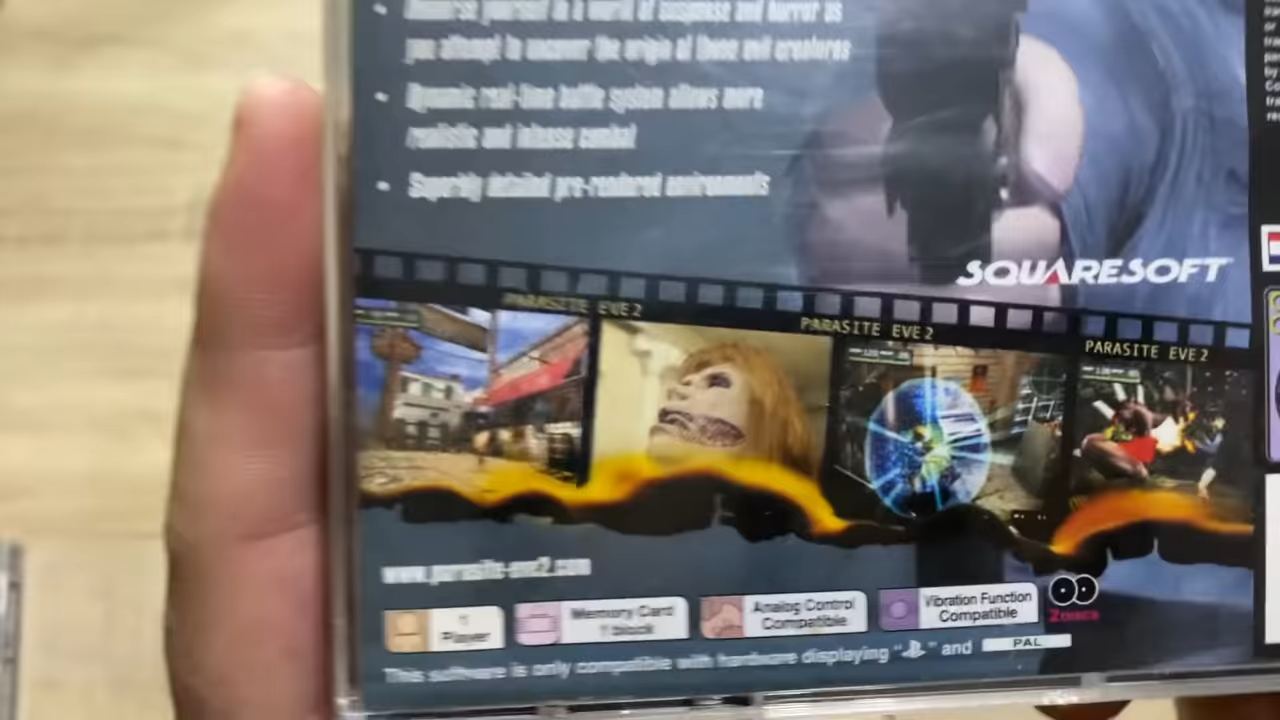 • Immerse yourself in a world of suspense and horror as
you attempt to uncover the origin of these evil creatures
• Dynamic real-time battle system allows more
realistic and intense combat
• Superbly detailed pre-rendered environments
SQUARESOFT
PARASITE EVE 2
PARASITE EVE 2
PARASITE EVE 2
www.parasite-eve2.com
1
Player
Memory Card
1 block
Analog Control
Compatible
Vibration Function
Compatible
This software is only compatible with hardware displaying " " and PAL